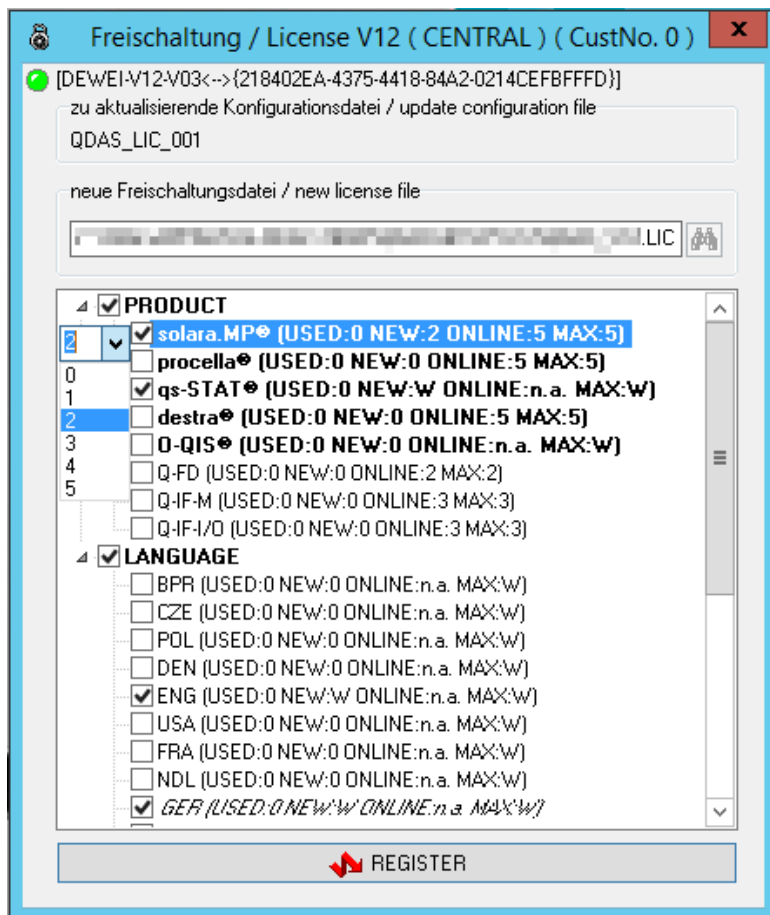 Freischaltung / License V12 ( CENTRAL ) ( CustNo. 0 )
x
[DEWEI-V12-V03<-->{218402EA-4375-4418-84A2-0214CEFBFFFD}]
zu aktualisierende Konfigurationsdatei / update configuration file
QDAS_LIC_001
neue Freischaltungsdatei / new license file
.LIC
PRODUCT
2
solara.MP® (USED:0 NEW:2 ONLINE:5 MAX:5)
procella® (USED:0 NEW:0 ONLINE:5 MAX:5)
0
qs-STAT® (USED:0 NEW:W ONLINE:n.a. MAX:W)
1
destra® (USED:0 NEW:0 ONLINE:5 MAX:5)
2
O-QIS® (USED:0 NEW:0 ONLINE:n.a. MAX:W)
3
Q-FD (USED:0 NEW:0 ONLINE:2 MAX:2)
4
Q-IF-M (USED:0 NEW:0 ONLINE:3 MAX:3)
5
Q-IF-I/O (USED:0 NEW:0 ONLINE:3 MAX:3)
LANGUAGE
BPR (USED:0 NEW:0 ONLINE:n.a. MAX:W)
CZE (USED:0 NEW:0 ONLINE:n.a. MAX:W)
POL (USED:0 NEW:0 ONLINE:n.a. MAX:W)
DEN (USED:0 NEW:0 ONLINE:n.a. MAX:W)
ENG (USED:0 NEW:W ONLINE:n.a. MAX:W)
USA (USED:0 NEW:0 ONLINE:n.a. MAX:W)
FRA (USED:0 NEW:0 ONLINE:n.a. MAX:W)
NDL (USED:0 NEW:0 ONLINE:n.a. MAX:W)
GER (USED:0 NEW:W ONLINE:n.a. MAX:W)
REGISTER